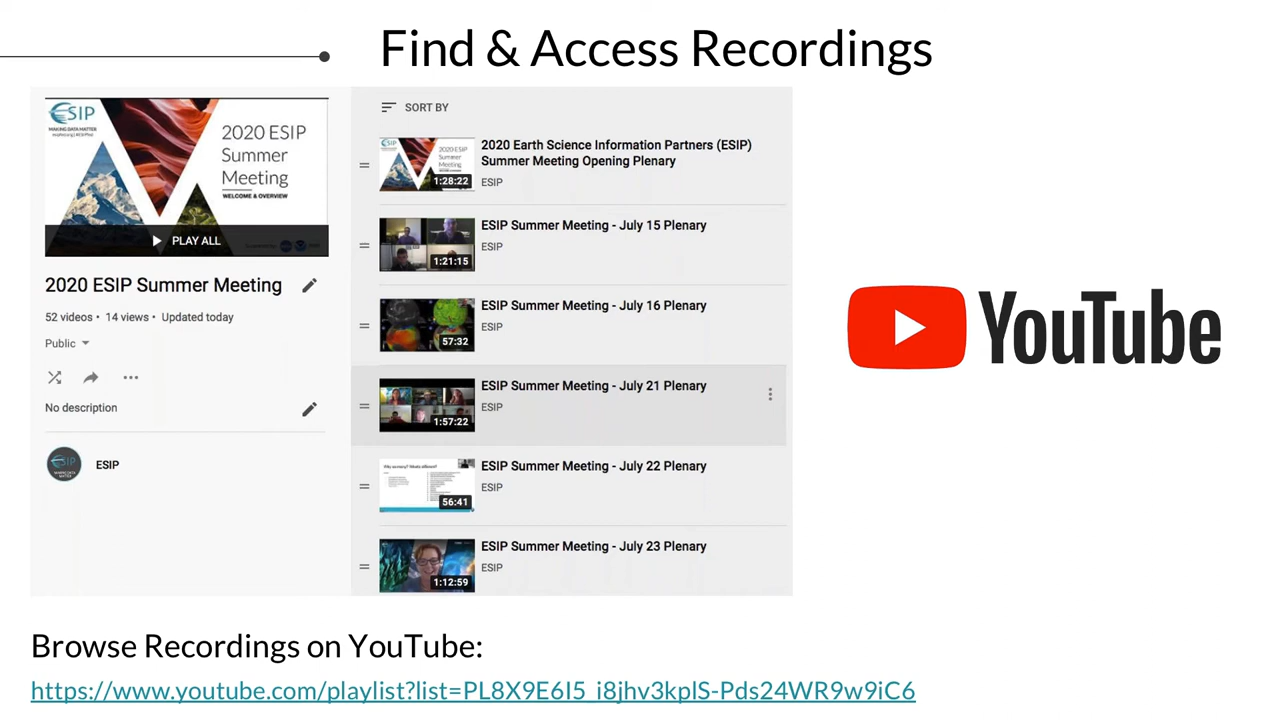 Find & Access Recordings
ESIP
MAKING DATA MATTER
2020 ESIP
Summer
Meeting
WELCOME & OVERVIEW
PLAY ALL
2020 ESIP Summer Meeting
52 videos • 14 views • Updated today
Public
No description
ESIP
SORT BY
2020 Earth Science Information Partners (ESIP)
Summer Meeting Opening Plenary
ESIP
1:28:22
ESIP Summer Meeting - July 15 Plenary
ESIP
1:21:15
ESIP Summer Meeting - July 16 Plenary
ESIP
57:32
ESIP Summer Meeting - July 21 Plenary
ESIP
1:57:22
ESIP Summer Meeting - July 22 Plenary
ESIP
56:41
ESIP Summer Meeting - July 23 Plenary
ESIP
1:12:59
YouTube
Browse Recordings on YouTube:
https://www.youtube.com/playlist?list=PL8X9E6I5_i8jhv3kplS-Pds24WR9w9iC6